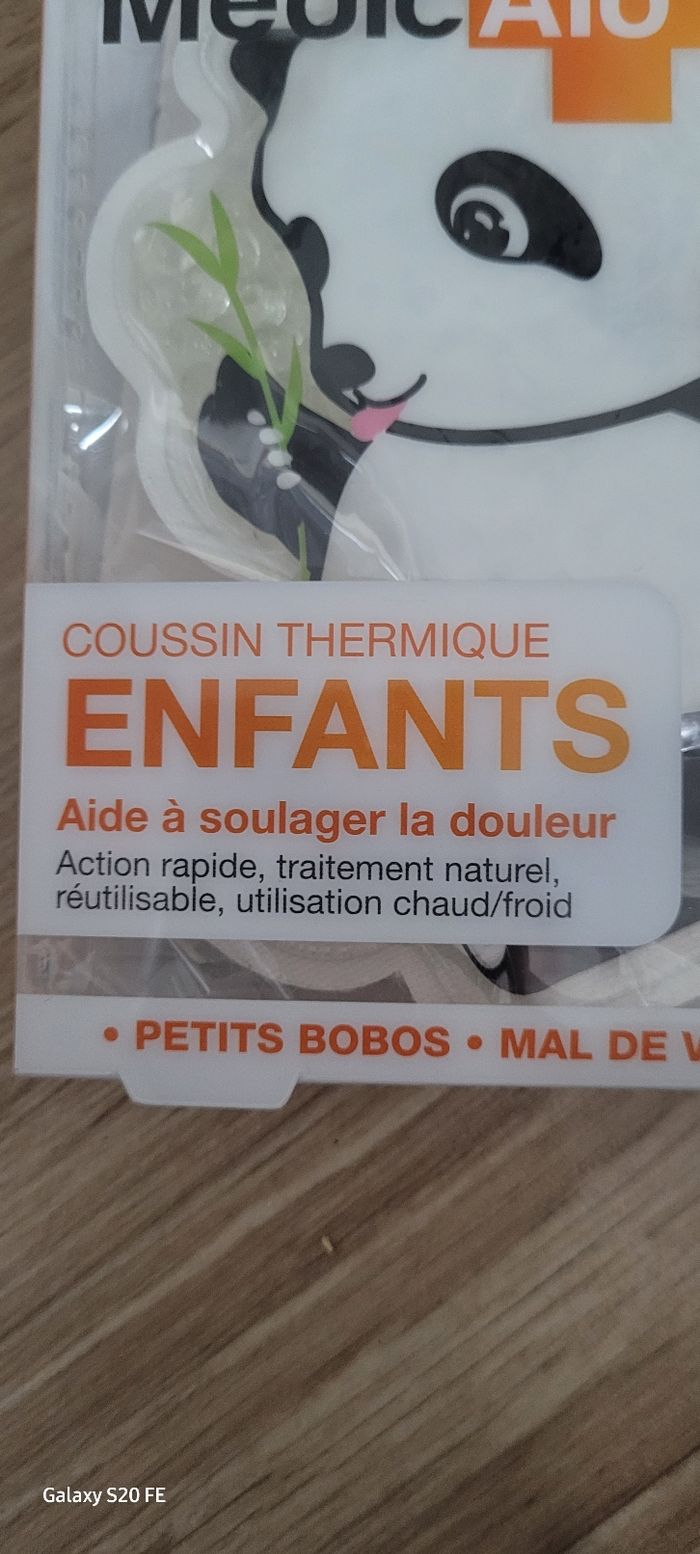 MedicAid
COUSSIN THERMIQUE
ENFANTS
Aide à soulager la douleur
Action rapide, traitement naturel,
réutilisable, utilisation chaud/froid
• PETITS BOBOS • MAL DE
Galaxy S20 FE